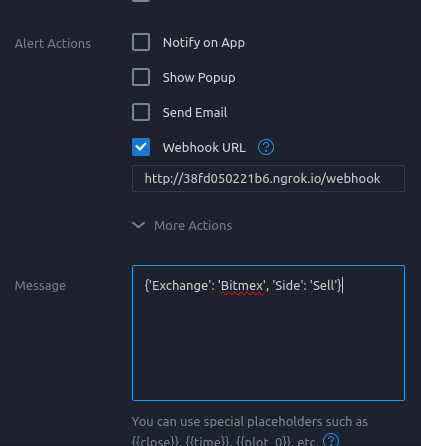 Alert Actions
Notify on App
Show Popup
Send Email
Webhook URL ?
http://38fd050221b6.ngrok.io/webhook
More Actions
Message
{'Exchange': 'Bitmex', 'Side': 'Sell'}
You can use special placeholders such as
{{close}}, {{time}}, {{plot_0}}, etc. ?